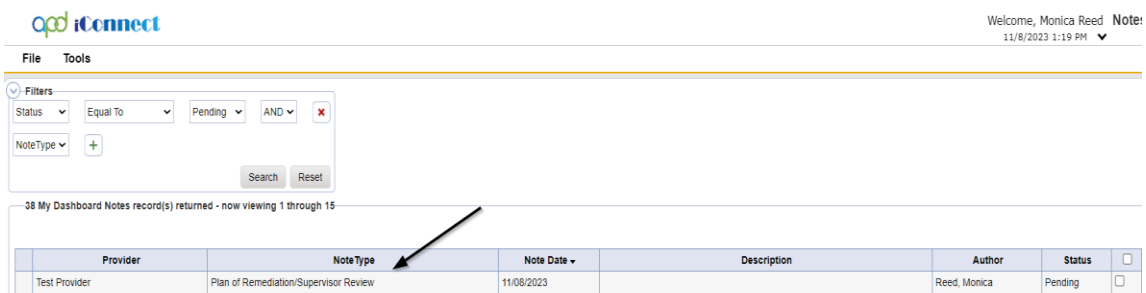 apd iConnect
Welcome, Monica Reed Notes
11/8/2023 1:19 PM
File Tools
Filters
Status Equal To Pending AND
NoteType
Search Reset
38 My Dashboard Notes record(s) returned - now viewing 1 through 15
Provider NoteType Note Date Description Author Status
Test Provider Plan of Remediation/Supervisor Review 11/08/2023 Reed, Monica Pending